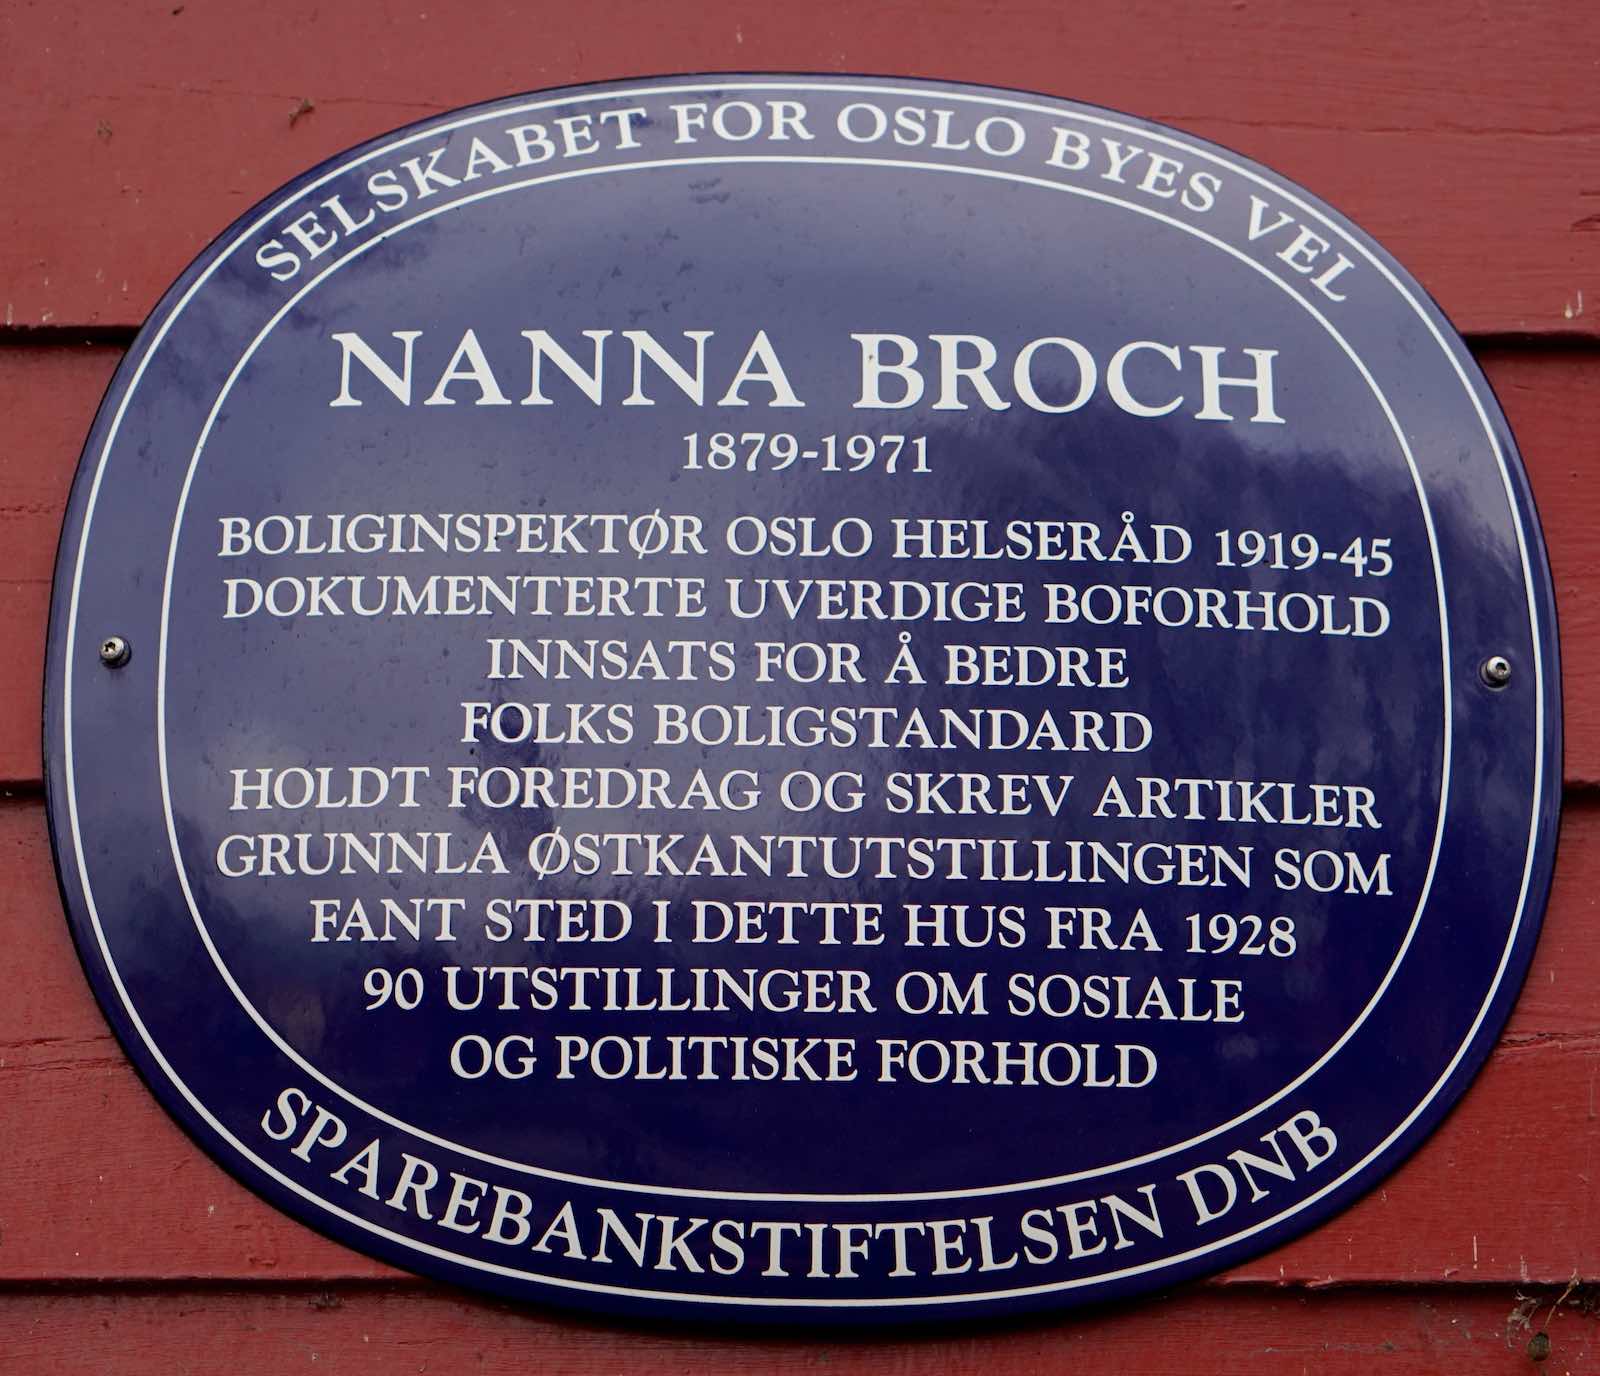 SELSKABET FOR OSLO BYES VEL
NANNA BROCH
1879-1971
BOLIGINSPEKTØR OSLO HELSERÅD 1919-45
DOKUMENTERTE UVERDIGE BOFORHOLD
INNSATS FOR Å BEDRE
FOLKS BOLIGSTANDARD
HOLDT FOREDRAG OG SKREV ARTIKLER
GRUNNLA ØSTKANTUTSTILLINGEN SOM
FANT STED I DETTE HUS FRA 1928
90 UTSTILLINGER OM SOSIALE
OG POLITISKE FORHOLD
SPAREBANKSTIFTELSEN DNB